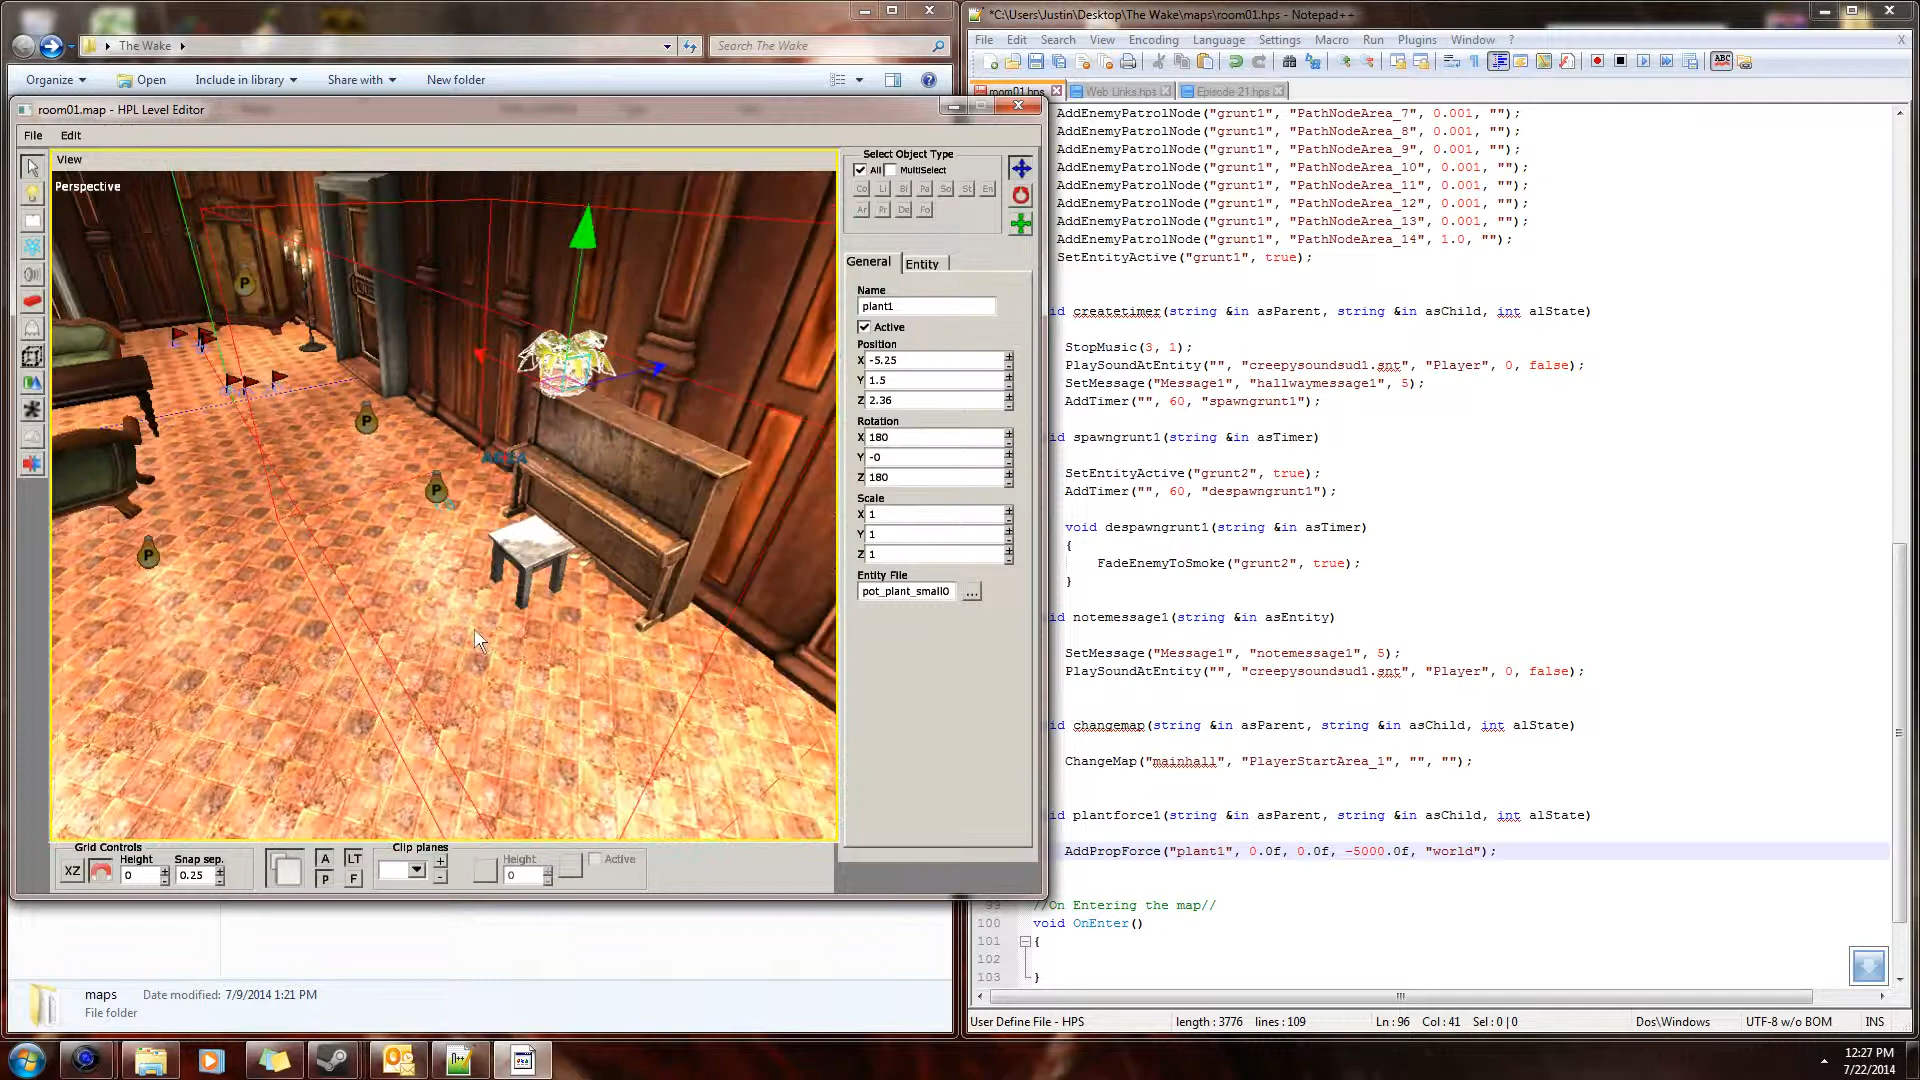 The Wake
Search The Wake
Organize
Open
Include in library
Share with
New folder
room01.map - HPL Level Editor
File Edit
View
Perspective
P
P
P
P
AREA
Select Object Type
All MultiSelect
Co Li Bi Pa So St En
Ar Pr De Fo
General Entity
Name
plant1
Active
Position
X -5.25
Y 1.5
Z 2.36
Rotation
X 180
Y -0
Z 180
Scale
X 1
Y 1
Z 1
Entity File
pot_plant_small0 ...
Grid Controls
XZ
Height
0
Snap sep.
0.25
A LT
P F
Clip planes
+
-
Height
0
Active
maps Date modified: 7/9/2014 1:21 PM
File folder
*C:\Users\Justin\Desktop\The Wake\maps\room01.hps - Notepad++
File Edit Search View Encoding Language Settings Macro Run Plugins Window ? X
room01.hps Web Links.hps Episode 21.hps
AddEnemyPatrolNode("grunt1", "PathNodeArea_7", 0.001, "");
AddEnemyPatrolNode("grunt1", "PathNodeArea_8", 0.001, "");
AddEnemyPatrolNode("grunt1", "PathNodeArea_9", 0.001, "");
AddEnemyPatrolNode("grunt1", "PathNodeArea_10", 0.001, "");
AddEnemyPatrolNode("grunt1", "PathNodeArea_11", 0.001, "");
AddEnemyPatrolNode("grunt1", "PathNodeArea_12", 0.001, "");
AddEnemyPatrolNode("grunt1", "PathNodeArea_13", 0.001, "");
AddEnemyPatrolNode("grunt1", "PathNodeArea_14", 1.0, "");
SetEntityActive("grunt1", true);
id createtimer(string &in asParent, string &in asChild, int alState)
StopMusic(3, 1);
PlaySoundAtEntity("", "creepysoundsud1.snt", "Player", 0, false);
SetMessage("Message1", "hallwaymessage1", 5);
AddTimer("", 60, "spawngrunt1");
id spawngrunt1(string &in asTimer)
SetEntityActive("grunt2", true);
AddTimer("", 60, "despawngrunt1");
void despawngrunt1(string &in asTimer)
{
FadeEnemyToSmoke("grunt2", true);
}
id notemessage1(string &in asEntity)
SetMessage("Message1", "notemessage1", 5);
PlaySoundAtEntity("", "creepysoundsud1.snt", "Player", 0, false);
id changemap(string &in asParent, string &in asChild, int alState)
ChangeMap("mainhall", "PlayerStartArea_1", "", "");
id plantforce1(string &in asParent, string &in asChild, int alState)
AddPropForce("plant1", 0.0f, 0.0f, -5000.0f, "world");
99 //On Entering the map//
100 void OnEnter()
101 {
102
103 }
User Define File - HPS length : 3776 lines : 109 Ln : 96 Col : 41 Sel : 0 | 0 Dos\Windows UTF-8 w/o BOM INS
12:27 PM
7/22/2014